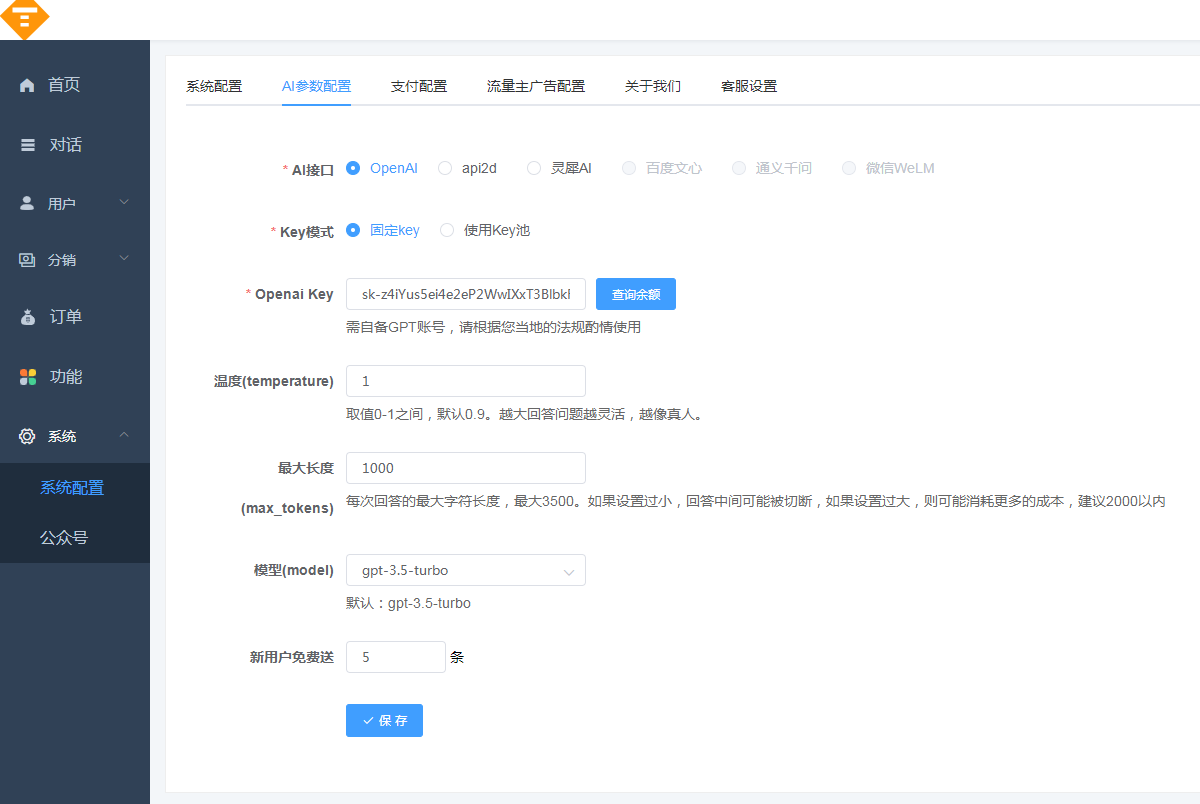 首页
对话
用户
分销
订单
功能
系统
系统配置
公众号
系统配置 AI参数配置 支付配置 流量主广告配置 关于我们 客服设置
* AI接口 OpenAI api2d 灵犀AI 百度文心 通义千问 微信WeLM
* Key模式 固定key 使用Key池
* Openai Key sk-z4iYus5ei4e2eP2WwIXxT3Blbkl 查询余额
需自备GPT账号，请根据您当地的法规酌情使用
温度(temperature) 1
取值0-1之间，默认0.9。越大回答问题越灵活，越像真人。
最大长度 1000
(max_tokens) 每次回答的最大字符长度，最大3500。如果设置过小，回答中间可能被切断，如果设置过大，则可能消耗更多的成本，建议2000以内
模型(model) gpt-3.5-turbo
默认：gpt-3.5-turbo
新用户免费送 5 条
保 存